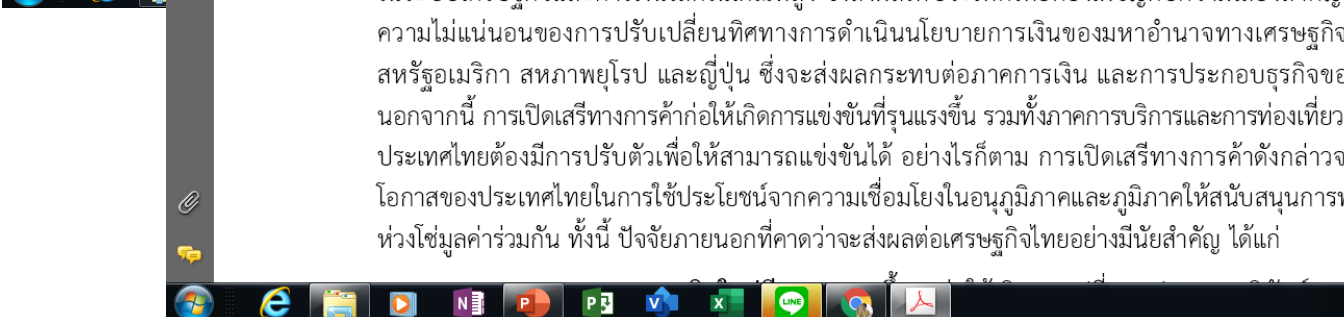 ความไม่แน่นอนของการปรับเปลี่ยนทิศทางการดำเนินนโยบายการเงินของมหาอำนาจทางเศรษฐกิจ
สหรัฐอเมริกา สหภาพยุโรป และญี่ปุ่น ซึ่งจะส่งผลกระทบต่อภาคการเงิน และการประกอบธุรกิจขอ
นอกจากนี้ การเปิดเสรีทางการค้าก่อให้เกิดการแข่งขันที่รุนแรงขึ้น รวมทั้งภาคการบริการและการท่องเที่ยว
ประเทศไทยต้องมีการปรับตัวเพื่อให้สามารถแข่งขันได้ อย่างไรก็ตาม การเปิดเสรีทางการค้าดังกล่าวจ
โอกาสของประเทศไทยในการใช้ประโยชน์จากความเชื่อมโยงในอนุภูมิภาคและภูมิภาคให้สนับสนุนการพ
ห่วงโซ่มูลค่าร่วมกัน ทั้งนี้ ปัจจัยภายนอกที่คาดว่าจะส่งผลต่อเศรษฐกิจไทยอย่างมีนัยสำคัญ ได้แก่
N P P V X LINE